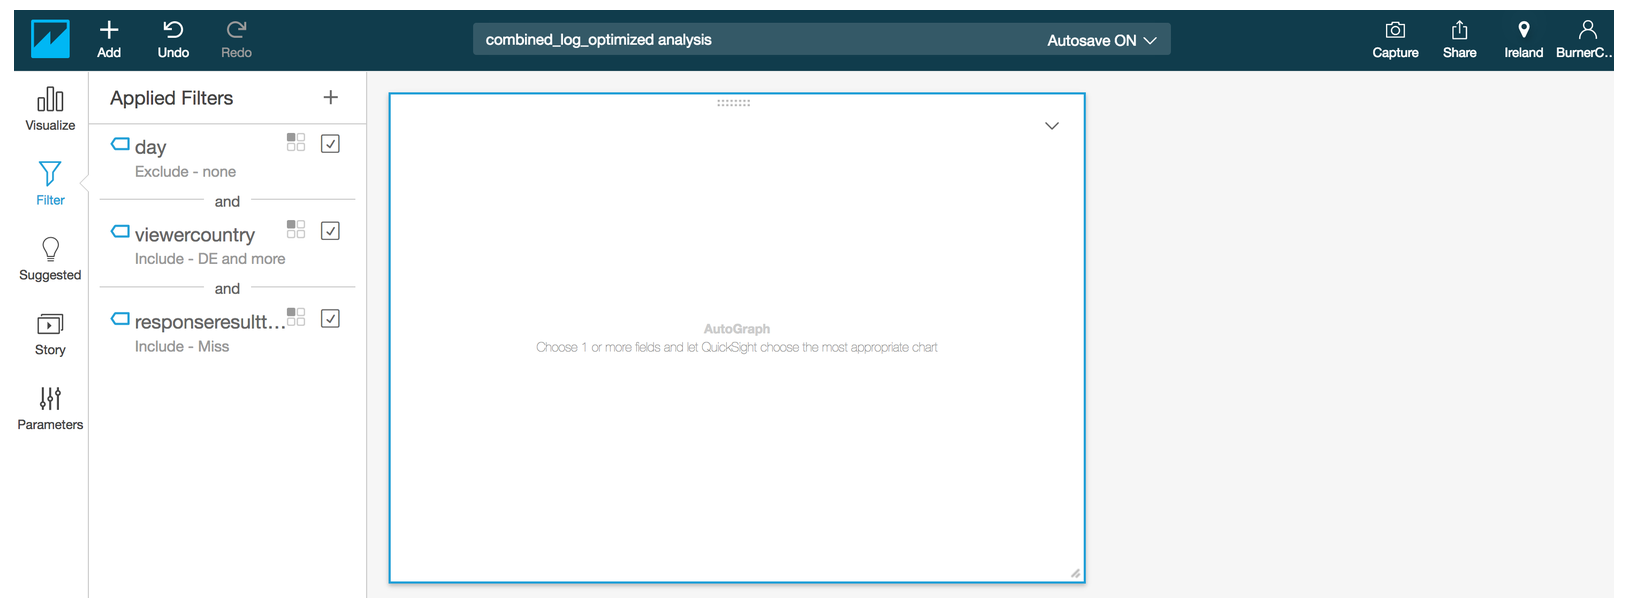 Add
Undo
Redo
combined_log_optimized analysis
Autosave ON
Capture
Share
Ireland
BurnerC...
Visualize
Filter
Suggested
Story
Parameters
Applied Filters
day
Exclude - none
and
viewercountry
Include - DE and more
and
responseresultt...
Include - Miss
AutoGraph
Choose 1 or more fields and let QuickSight choose the most appropriate chart